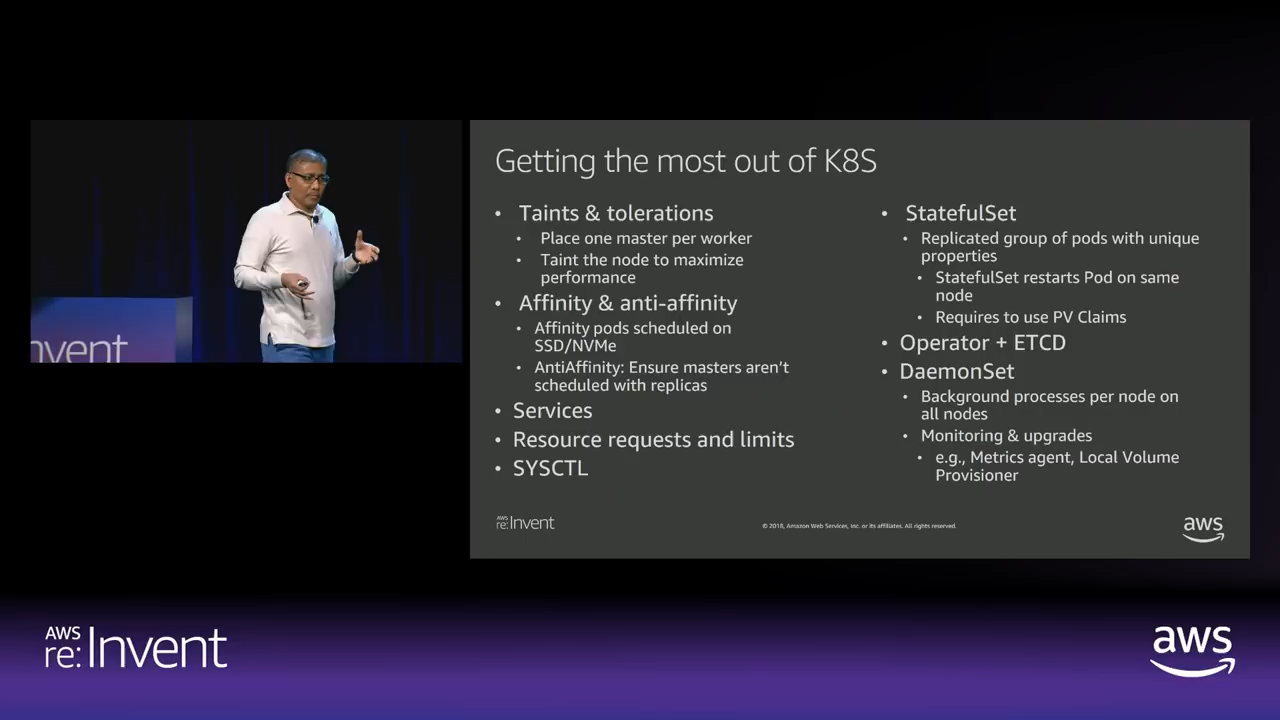 nvent
Getting the most out of K8S
• Taints & tolerations
• Place one master per worker
• Taint the node to maximize
performance
• Affinity & anti-affinity
• Affinity pods scheduled on
SSD/NVMe
• AntiAffinity: Ensure masters aren't
scheduled with replicas
• Services
• Resource requests and limits
• SYSCTL
• StatefulSet
• Replicated group of pods with unique
properties
• StatefulSet restarts Pod on same
node
• Requires to use PV Claims
• Operator + ETCD
• DaemonSet
• Background processes per node on
all nodes
• Monitoring & upgrades
• e.g., Metrics agent, Local Volume
Provisioner
AWS
re:Invent
© 2018, Amazon Web Services, Inc. or its affiliates. All rights reserved.
aws
AWS
re:Invent
aws